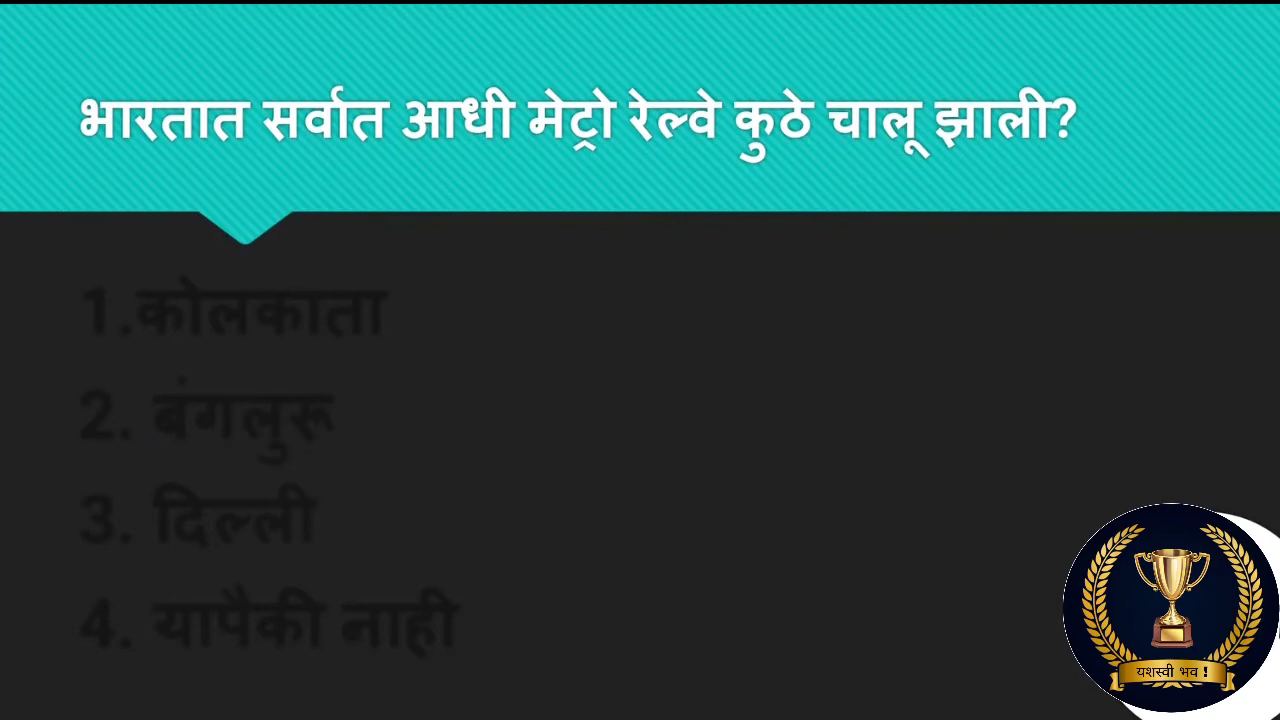 भारतात सर्वात आधी मेट्रो रेल्वे कुठे चालू झाली?
1.कोलकाता
2. बंगलुरू
3. दिल्ली
4. यापैकी नाही
यशस्वी भव !